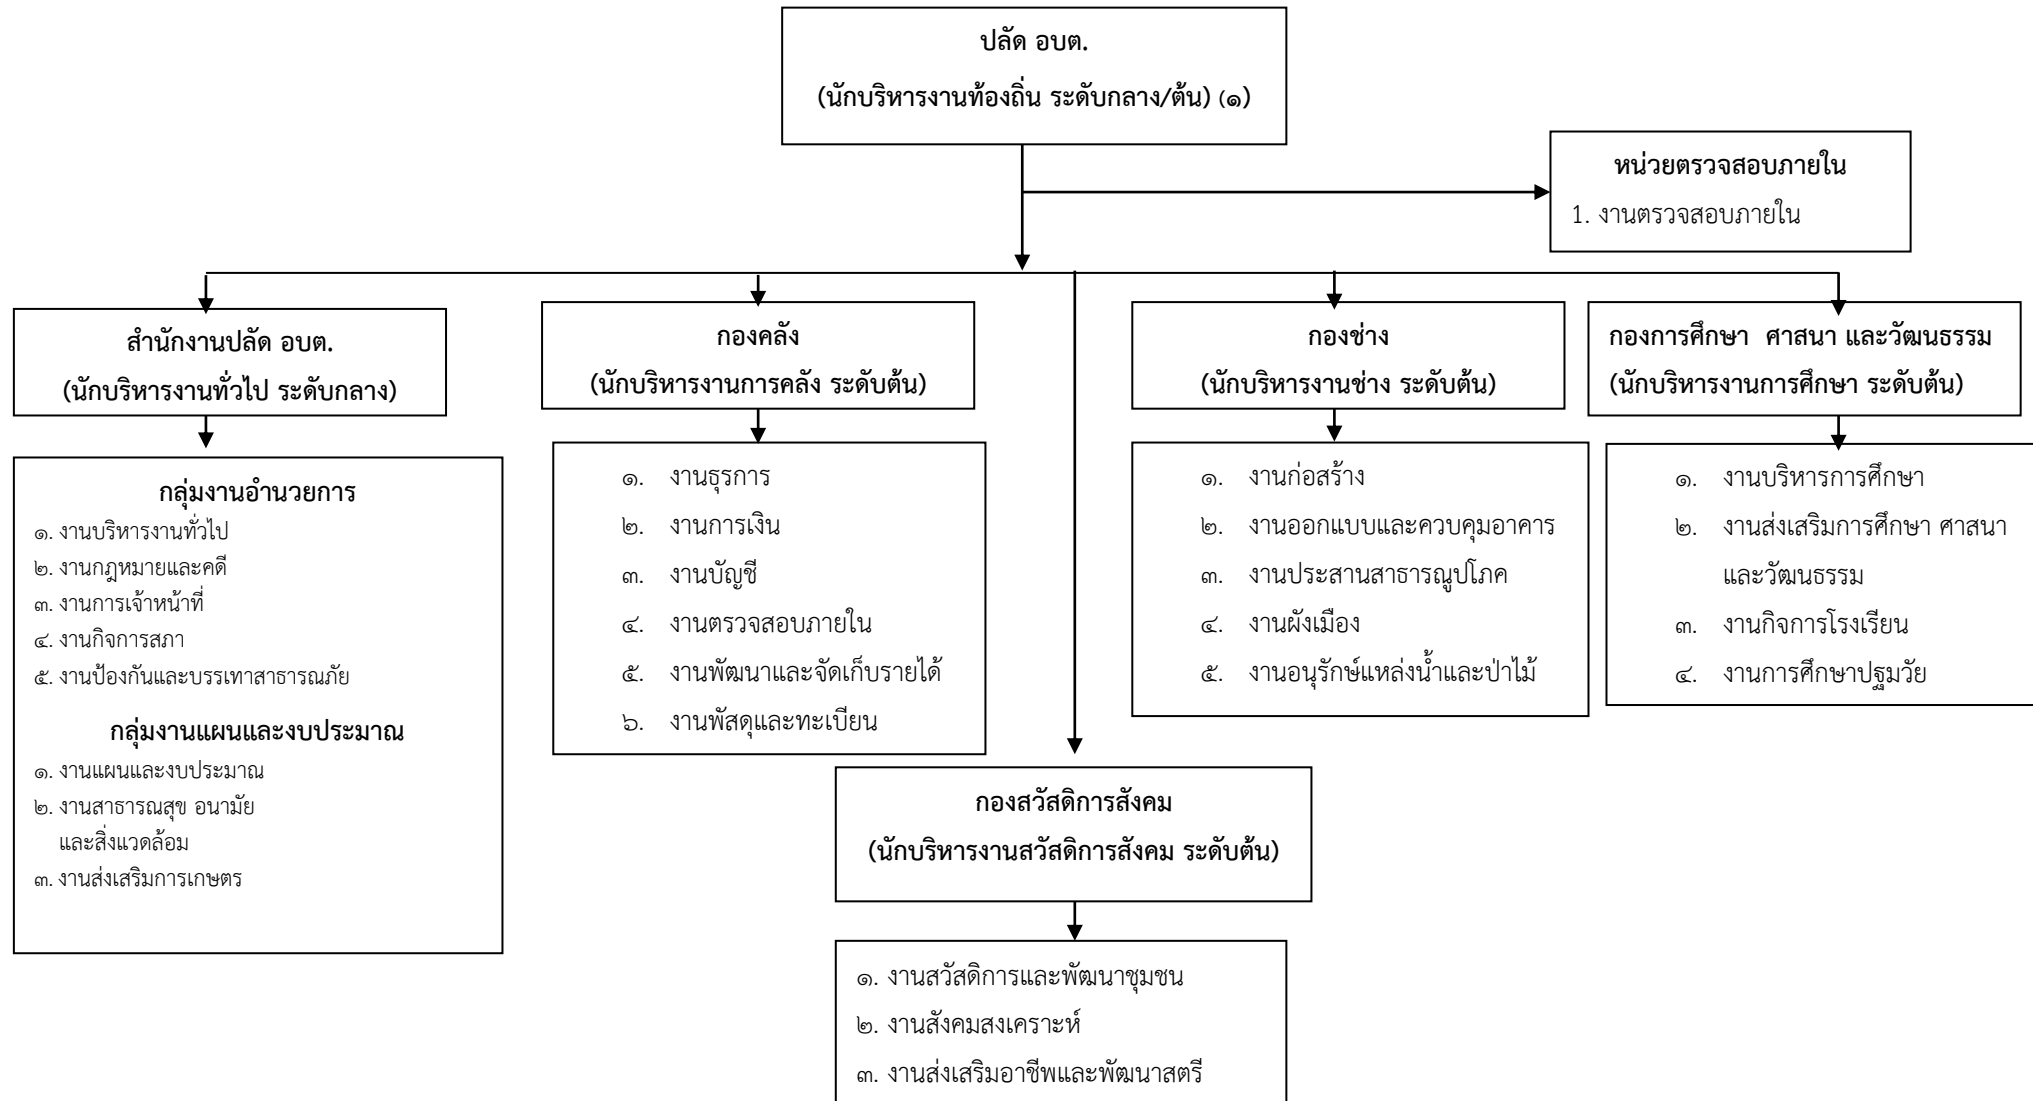 ปลัด อบต.
(นักบริหารงานท้องถิ่น ระดับกลาง/ต้น) (๑)
หน่วยตรวจสอบภายใน
1. งานตรวจสอบภายใน
สำนักงานปลัด อบต.
(นักบริหารงานทั่วไป ระดับกลาง)
กลุ่มงานอำนวยการ
๑. งานบริหารงานทั่วไป
๒. งานกฎหมายและคดี
๓. งานการเจ้าหน้าที่
๔. งานกิจการสภา
๕. งานป้องกันและบรรเทาสาธารณภัย
กลุ่มงานแผนและงบประมาณ
๑. งานแผนและงบประมาณ
๒. งานสาธารณสุข อนามัย
และสิ่งแวดล้อม
๓. งานส่งเสริมการเกษตร
กองคลัง
(นักบริหารงานการคลัง ระดับต้น)
๑. งานธุรการ
๒. งานการเงิน
๓. งานบัญชี
๔. งานตรวจสอบภายใน
๕. งานพัฒนาและจัดเก็บรายได้
๖. งานพัสดุและทะเบียน
กองช่าง
(นักบริหารงานช่าง ระดับต้น)
๑. งานก่อสร้าง
๒. งานออกแบบและควบคุมอาคาร
๓. งานประสานสาธารณูปโภค
๔. งานผังเมือง
๕. งานอนุรักษ์แหล่งน้ำและป่าไม้
กองการศึกษา ศาสนา และวัฒนธรรม
(นักบริหารงานการศึกษา ระดับต้น)
๑. งานบริหารการศึกษา
๒. งานส่งเสริมการศึกษา ศาสนา
และวัฒนธรรม
๓. งานกิจการโรงเรียน
๔. งานการศึกษาปฐมวัย
กองสวัสดิการสังคม
(นักบริหารงานสวัสดิการสังคม ระดับต้น)
๑. งานสวัสดิการและพัฒนาชุมชน
๒. งานสังคมสงเคราะห์
๓. งานส่งเสริมอาชีพและพัฒนาสตรี